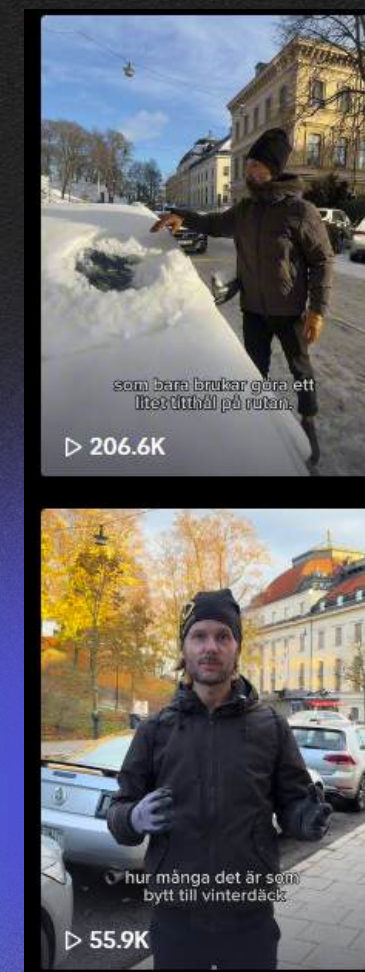 som bara brukar göra ett
litet titthål på rutan.
206.6K
hur många det är som
bytt till vinterdäck
55.9K